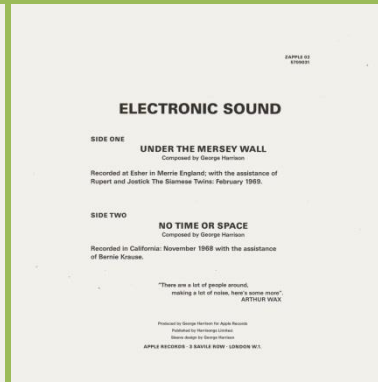 ZAPPLE 02
ELECTRONIC SOUND
SIDE ONE
UNDER THE MERSEY WALL
Composed by George Harrison
Recorded at Esher in Merrie England; with the assistance of
Rupert and Jostick The Siamese Twins: February 1969.
SIDE TWO
NO TIME OR SPACE
Composed by George Harrison
Recorded in California: November 1968 with the assistance
of Bernie Krause.
"There are a lot of people around,
making a lot of noise, here's some more".
ARTHUR WAX
Produced by George Harrison for Apple Records
Published by Harrisongs Limited
Sleeve design by George Harrison
APPLE RECORDS · 3 SAVILE ROW · LONDON W.1.